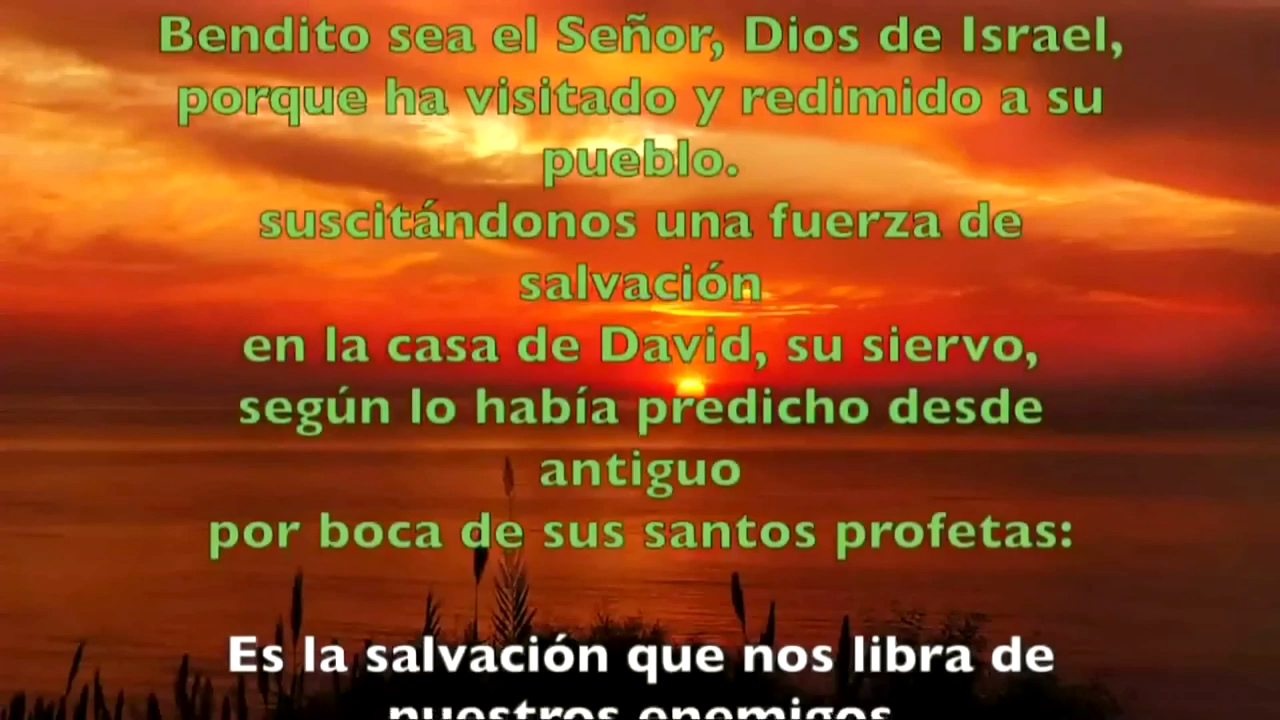 Bendito sea el Señor, Dios de Israel,
porque ha visitado y redimido a su
pueblo.
suscitándonos una fuerza de
salvación
en la casa de David, su siervo,
según lo había predicho desde
antiguo
por boca de sus santos profetas:
Es la salvación que nos libra de
nuestros enemigos